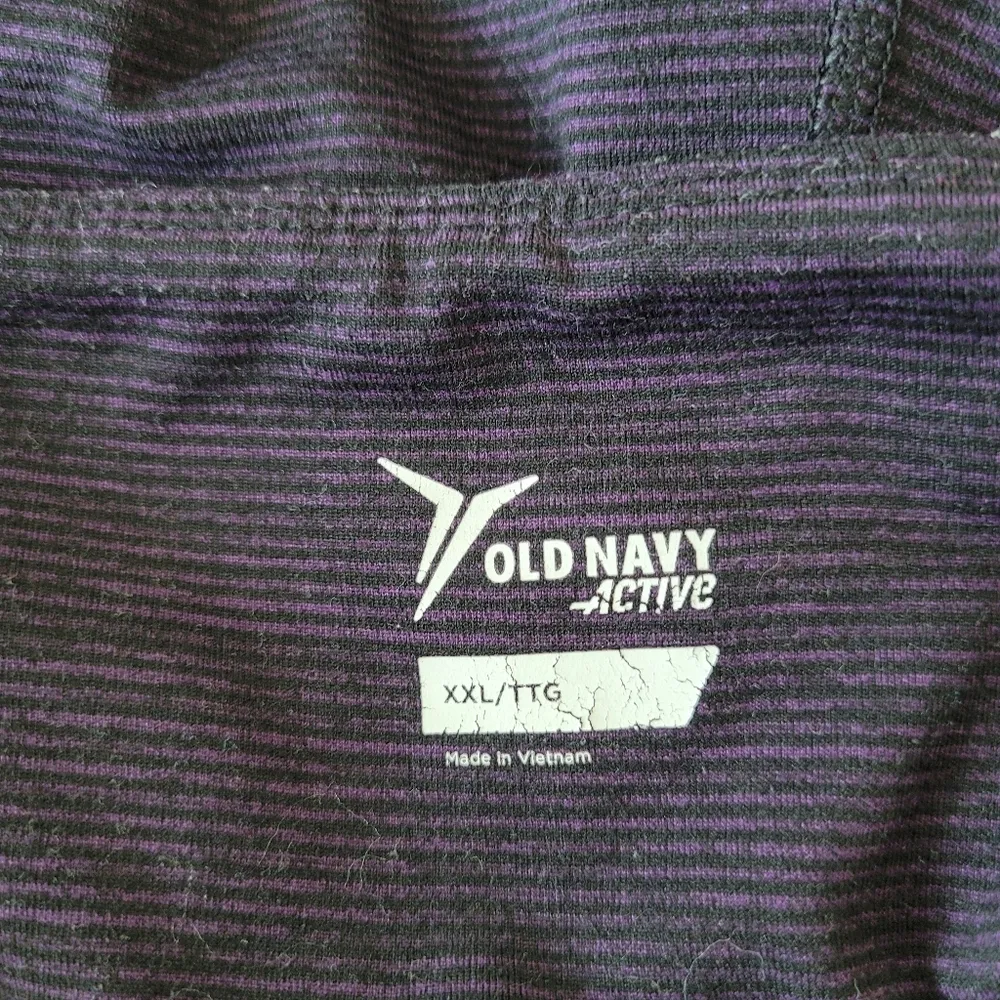 OLD NAVY
ACTIVE
XXL/TTG
Made in Vietnam